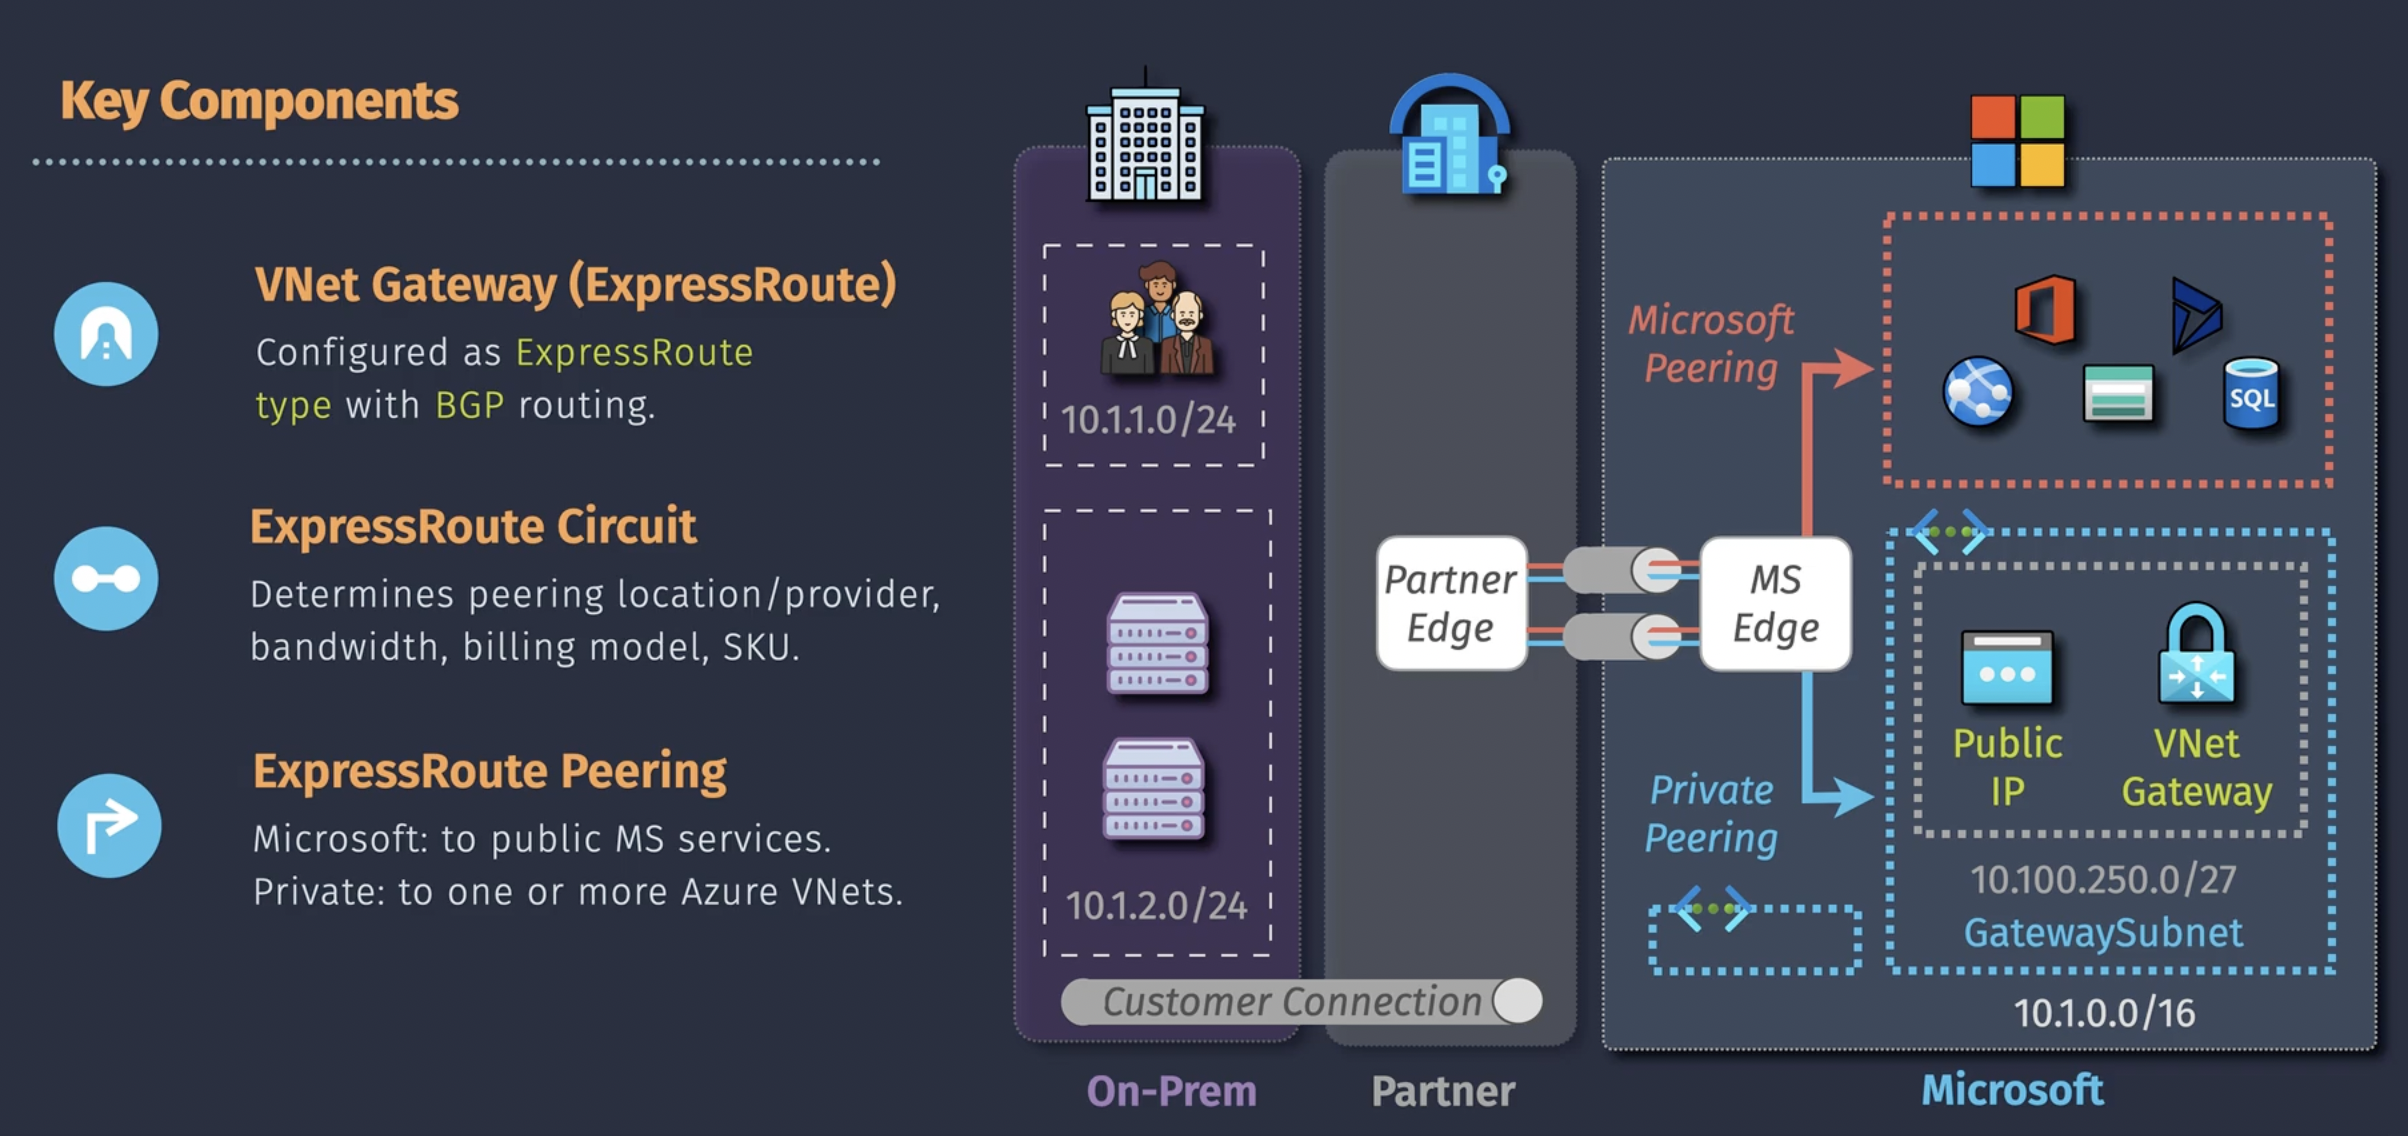 Key Components
VNet Gateway (ExpressRoute)
Configured as ExpressRoute
type with BGP routing.
ExpressRoute Circuit
Determines peering location/provider,
bandwidth, billing model, SKU.
ExpressRoute Peering
Microsoft: to public MS services.
Private: to one or more Azure VNets.
10.1.1.0/24
10.1.2.0/24
Customer Connection
On-Prem
Partner
Edge
Partner
Microsoft
Peering
MS
Edge
Private
Peering
SQL
Public
IP
VNet
Gateway
10.100.250.0/27
GatewaySubnet
10.1.0.0/16
Microsoft